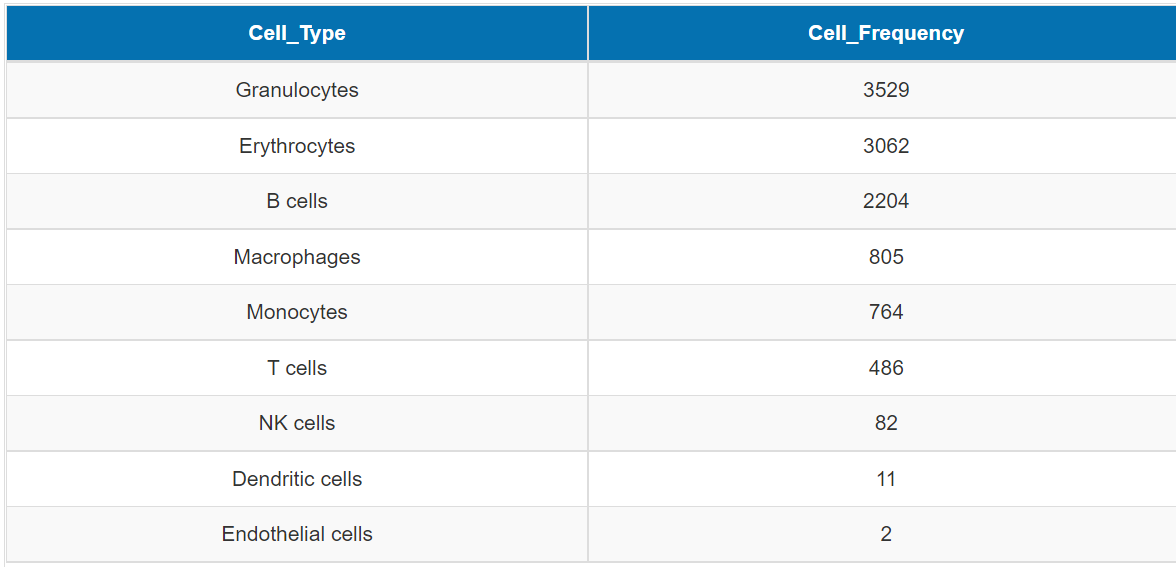 Cell_Type Cell_Frequency
Granulocytes 3529
Erythrocytes 3062
B cells 2204
Macrophages 805
Monocytes 764
T cells 486
NK cells 82
Dendritic cells 11
Endothelial cells 2